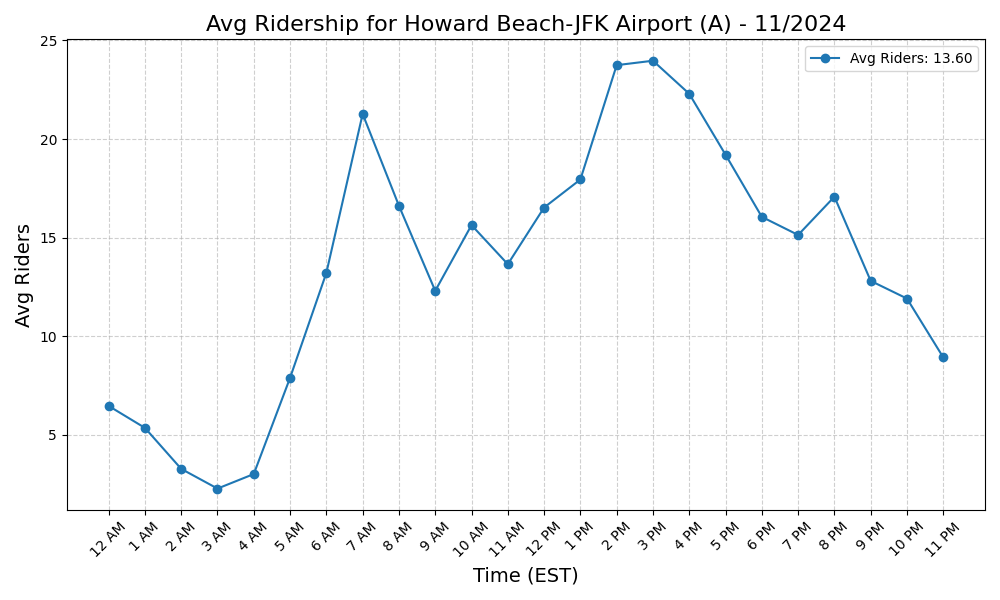 Avg Ridership for Howard Beach-JFK Airport (A) - 11/2024
Avg Riders: 13.60
Avg Riders
25
20
15
10
5
12 AM
1 AM
2 AM
3 AM
4 AM
5 AM
6 AM
7 AM
8 AM
9 AM
10 AM
11 AM
12 PM
1 PM
2 PM
3 PM
4 PM
5 PM
6 PM
7 PM
8 PM
9 PM
10 PM
11 PM
Time (EST)